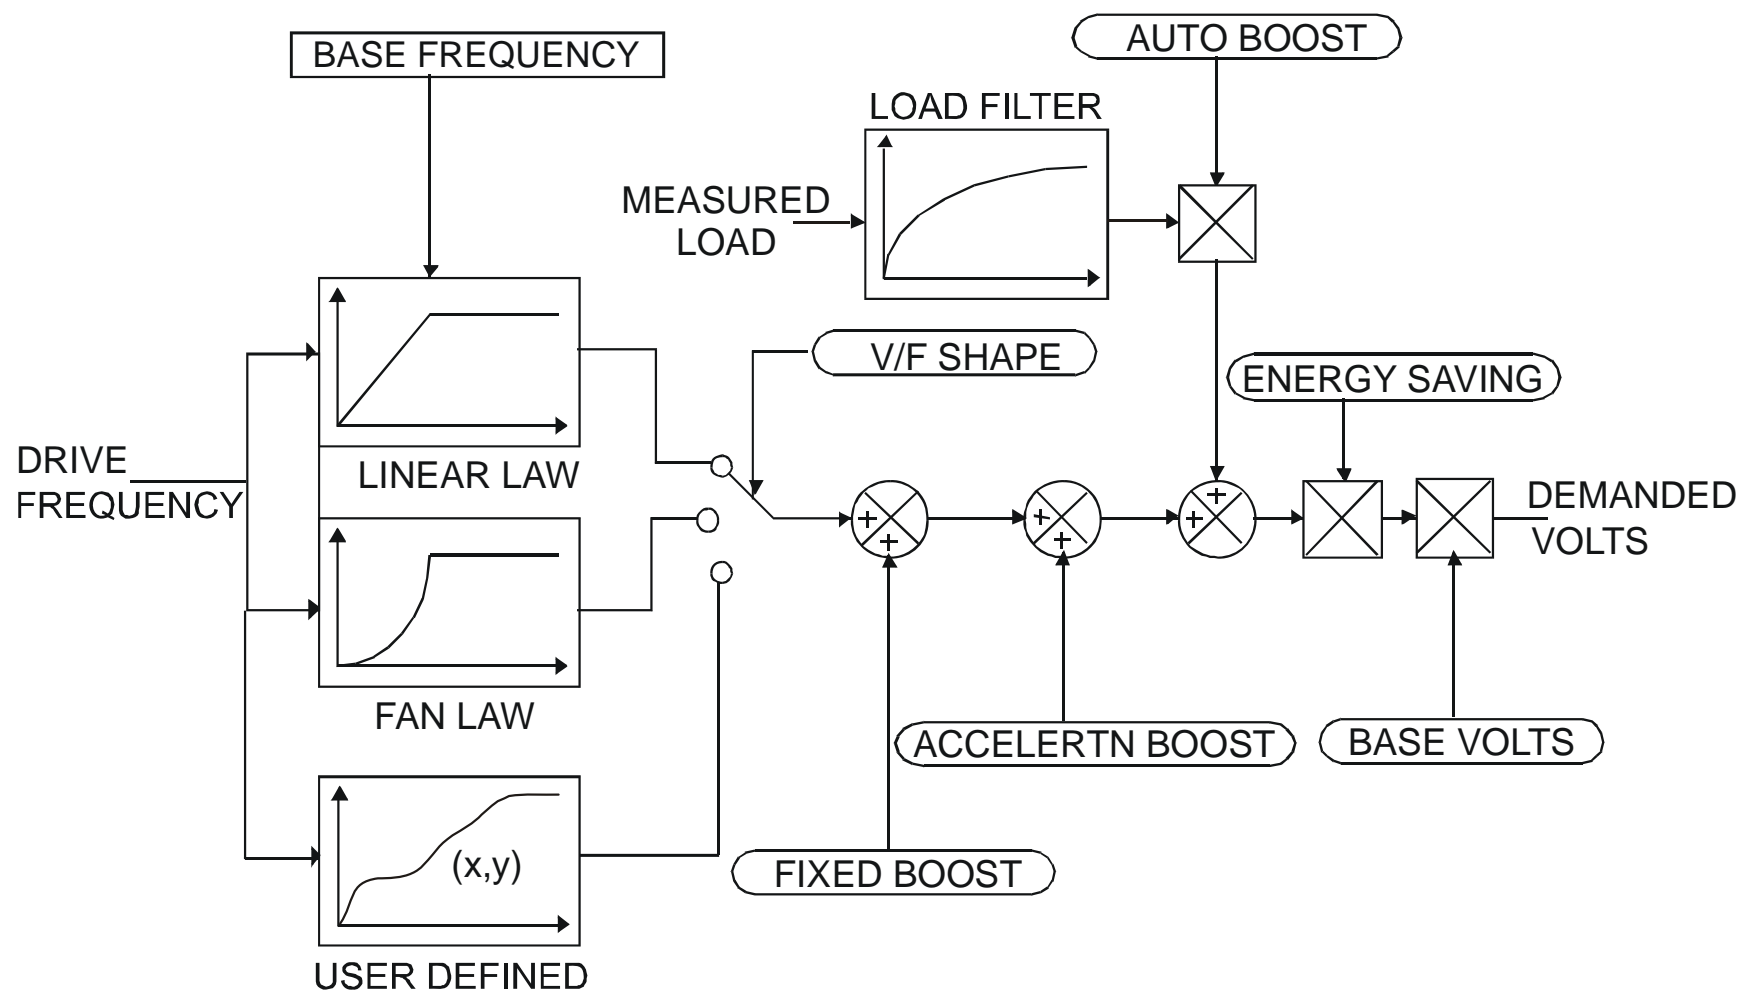 BASE FREQUENCY
AUTO BOOST
LOAD FILTER
MEASURED
LOAD
V/F SHAPE
ENERGY SAVING
DRIVE
FREQUENCY
LINEAR LAW
DEMANDED
VOLTS
+
+
+
+
+
+
FAN LAW
ACCELERTN BOOST
BASE VOLTS
(x,y)
FIXED BOOST
USER DEFINED